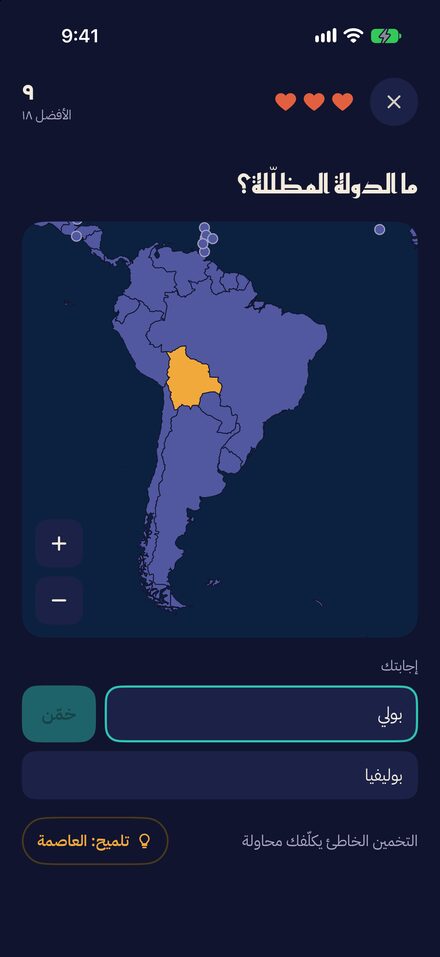 9:41
٩
الأفضل ١٨
ما الدولة المظلّلة؟
إجابتك
بولي
خمّن
بوليفيا
التخمين الخاطئ يكلّفك محاولة
تلميح: العاصمة